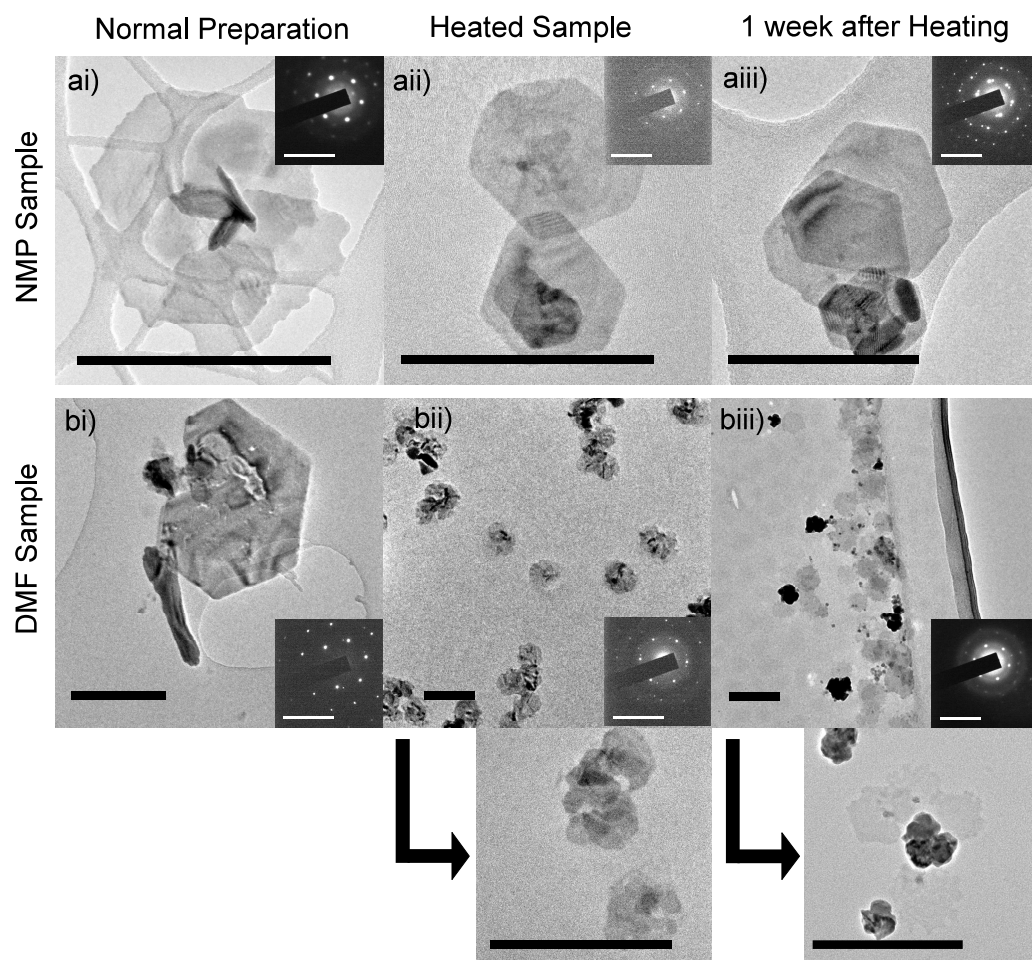 Normal Preparation
Heated Sample
1 week after Heating
NMP Sample
ai)
aii)
aiii)
DMF Sample
bi)
bii)
biii)